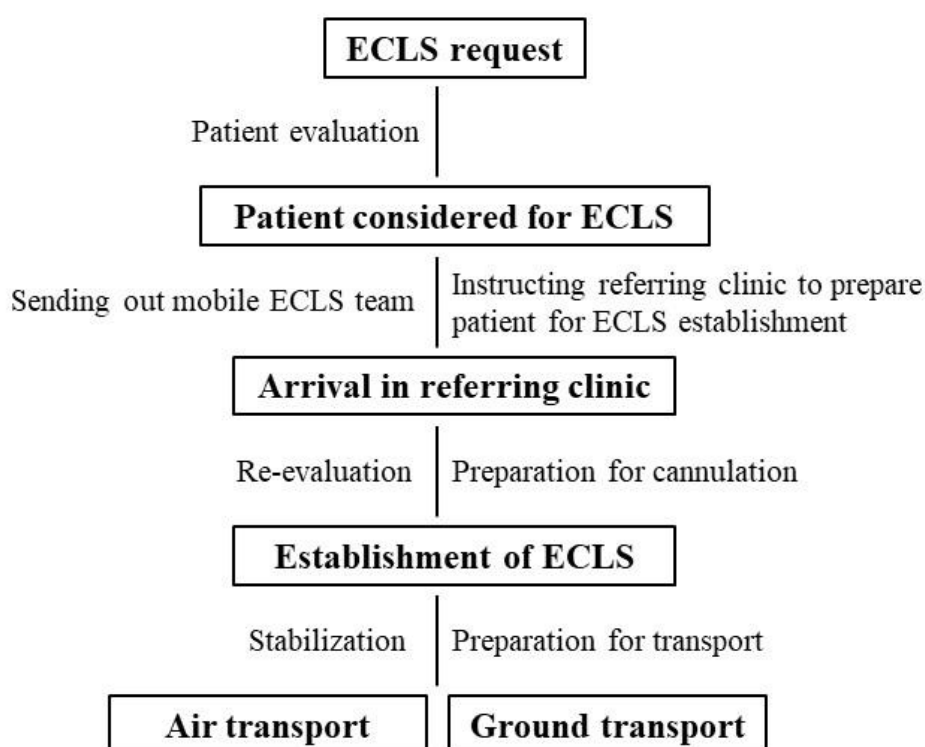 ECLS request
Patient evaluation
Patient considered for ECLS
Sending out mobile ECLS team
Instructing referring clinic to prepare
patient for ECLS establishment
Arrival in referring clinic
Re-evaluation
Preparation for cannulation
Establishment of ECLS
Stabilization
Preparation for transport
Air transport
Ground transport